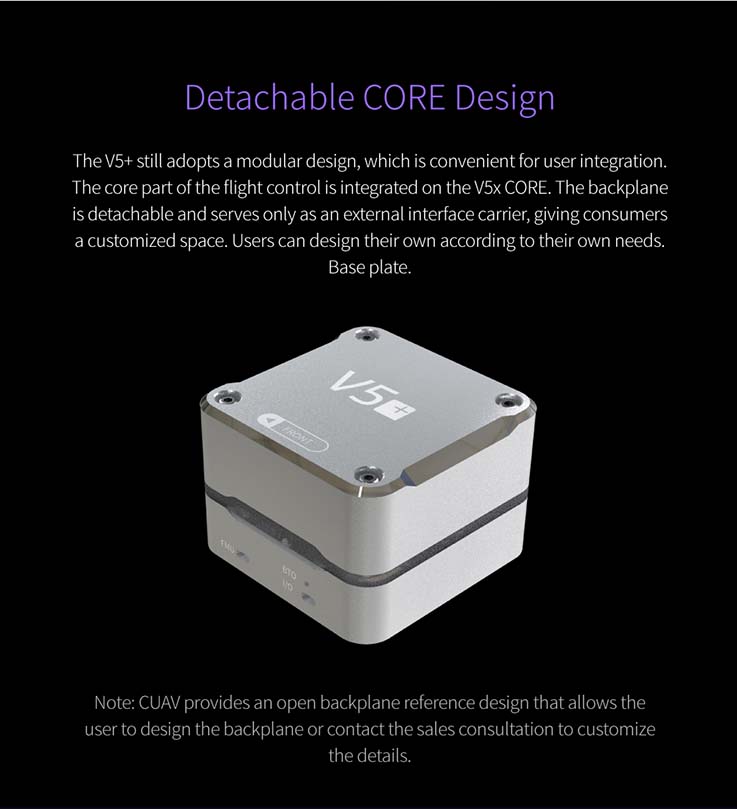 Detachable CORE Design
The V5+ still adopts a modular design, which is convenient for user integration.
The core part of the flight control is integrated on the V5x CORE. The backplane
is detachable and serves only as an external interface carrier, giving consumers
a customized space. Users can design their own according to their own needs.
Base plate.
V5+
FRONT
FMU
BTO
I/O
Note: CUAV provides an open backplane reference design that allows the
user to design the backplane or contact the sales consultation to customize
the details.